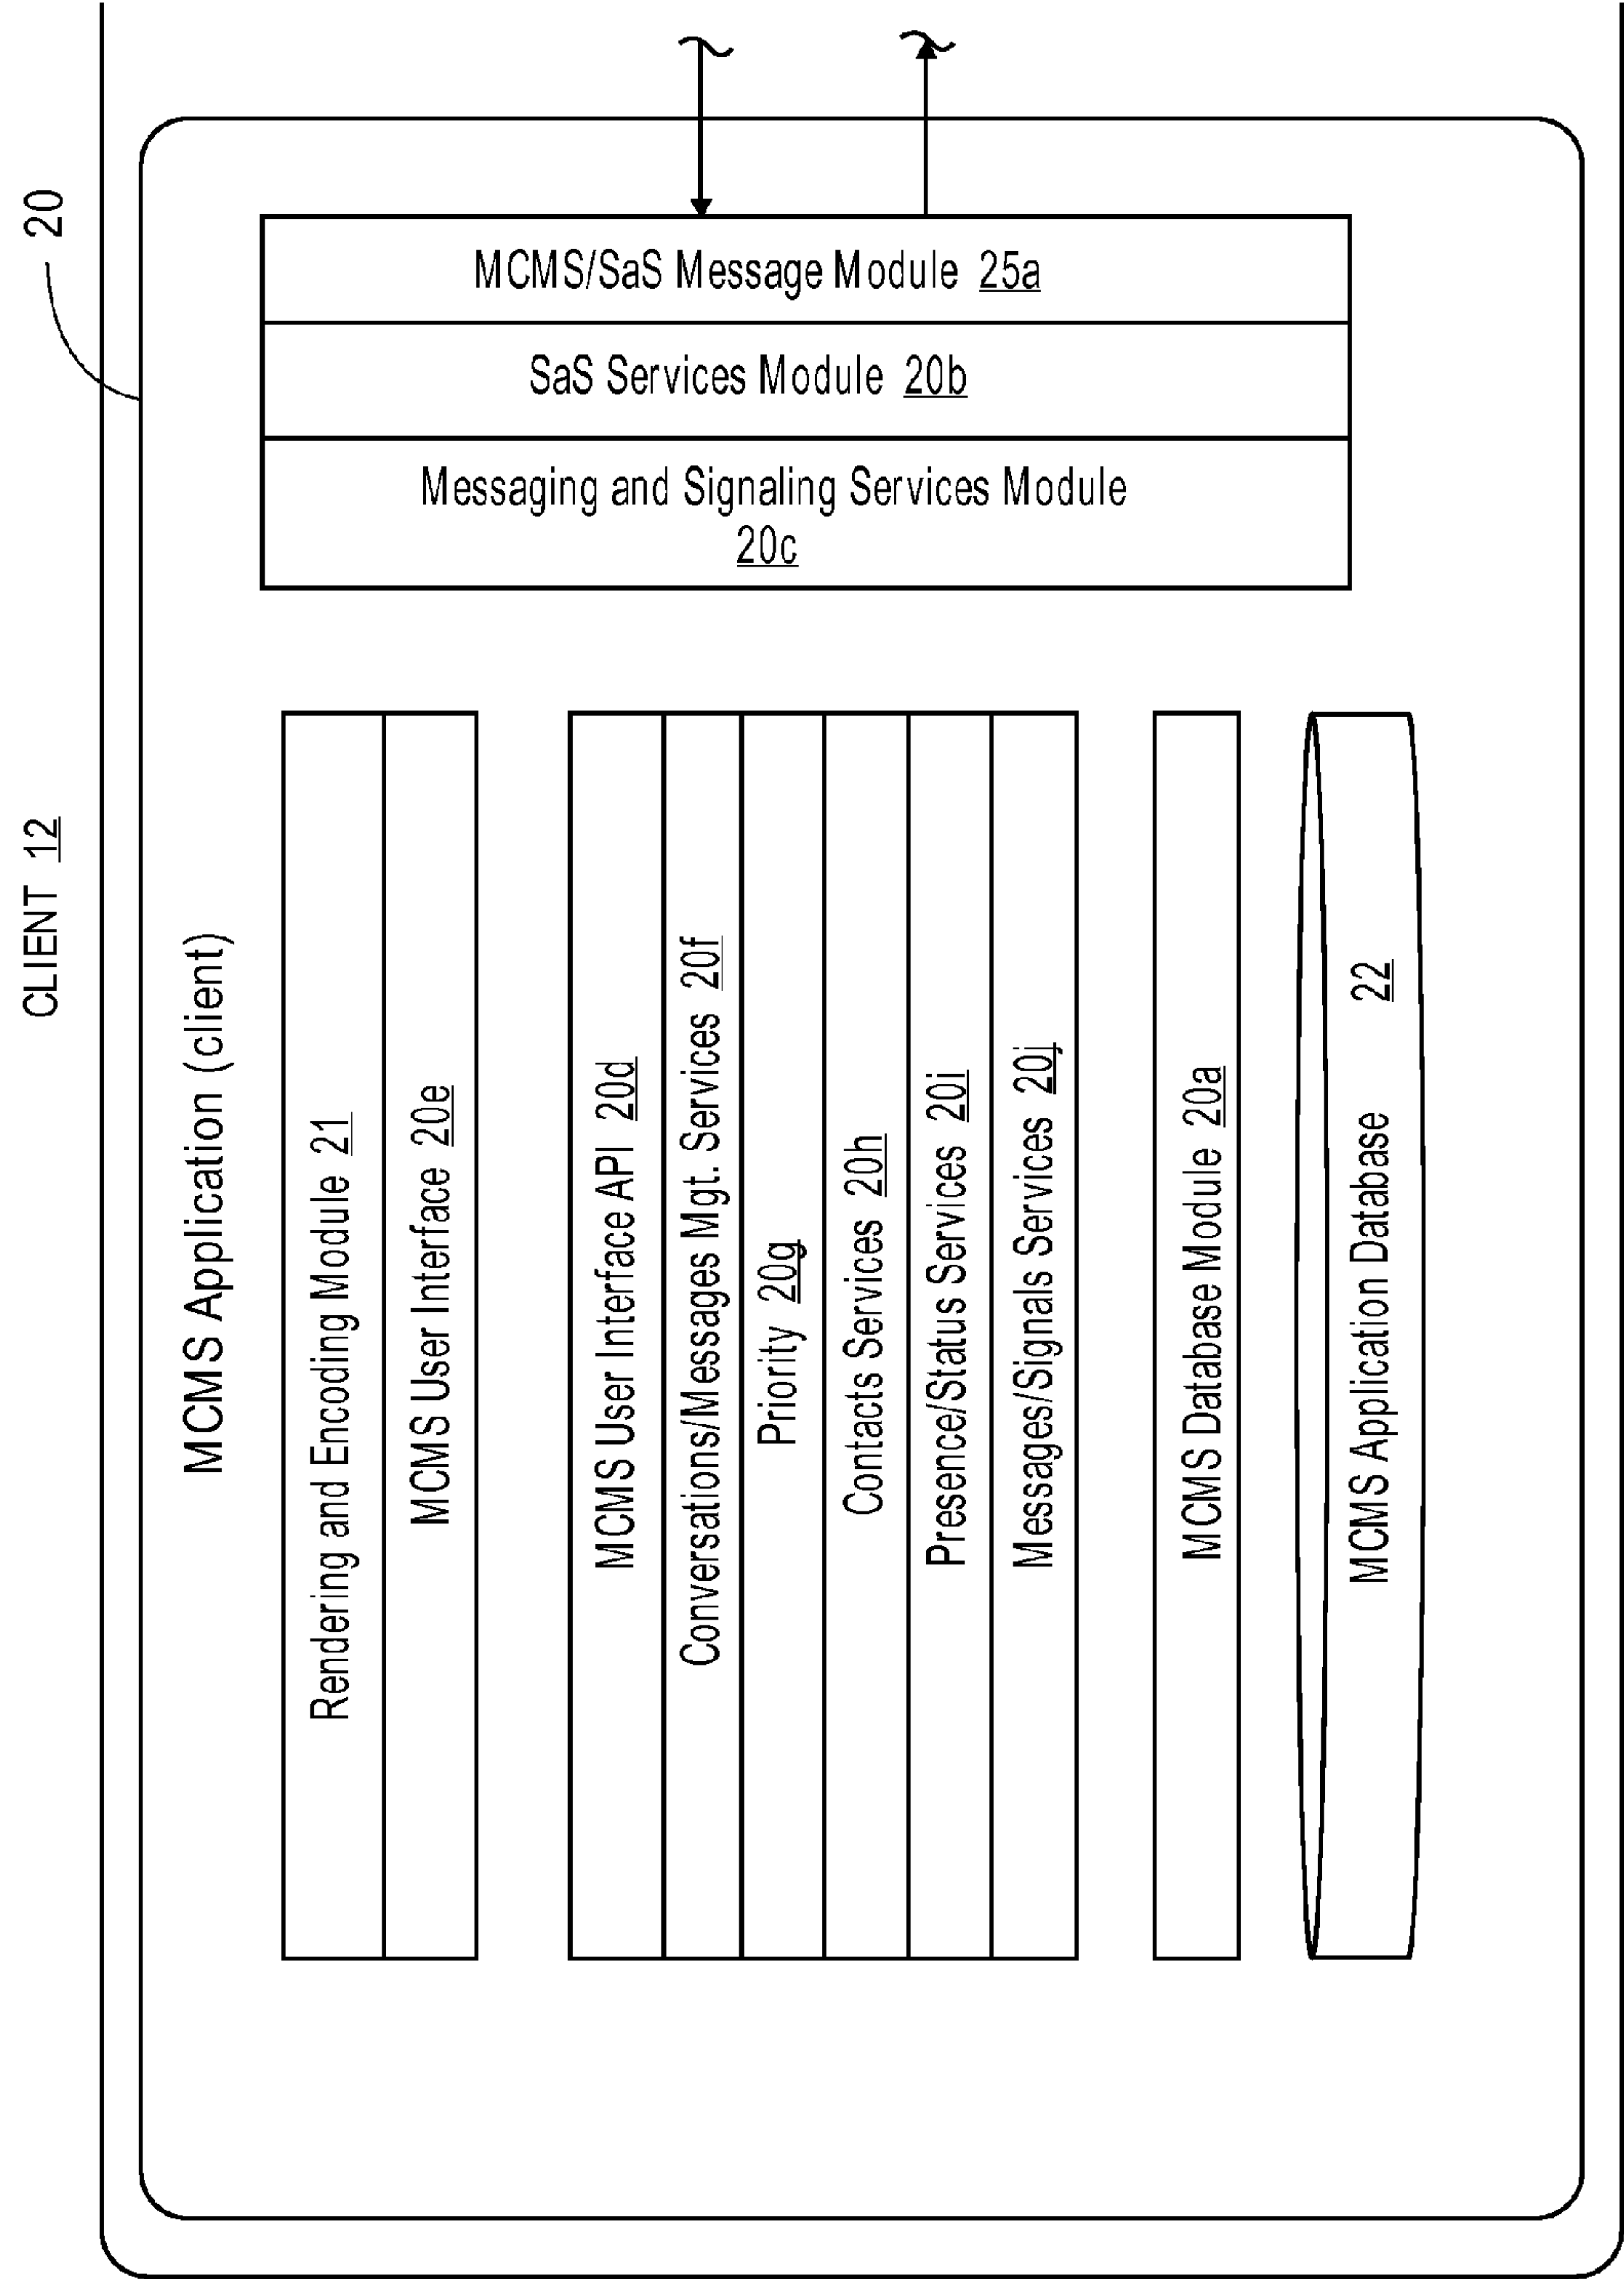 CLIENT 12
20
MCMS Application (client)
Rendering and Encoding Module 21
MCMS User Interface 20e
MCMS User Interface API 20d
Conversations/Messages Mgt. Services 20f
Priority 20g
Contacts Services 20h
Presence/Status Services 20i
Messages/Signals Services 20j
MCMS Database Module 20a
MCMS Application Database 22
MCMS/SaS Message Module 25a
SaS Services Module 20b
Messaging and Signaling Services Module
20c